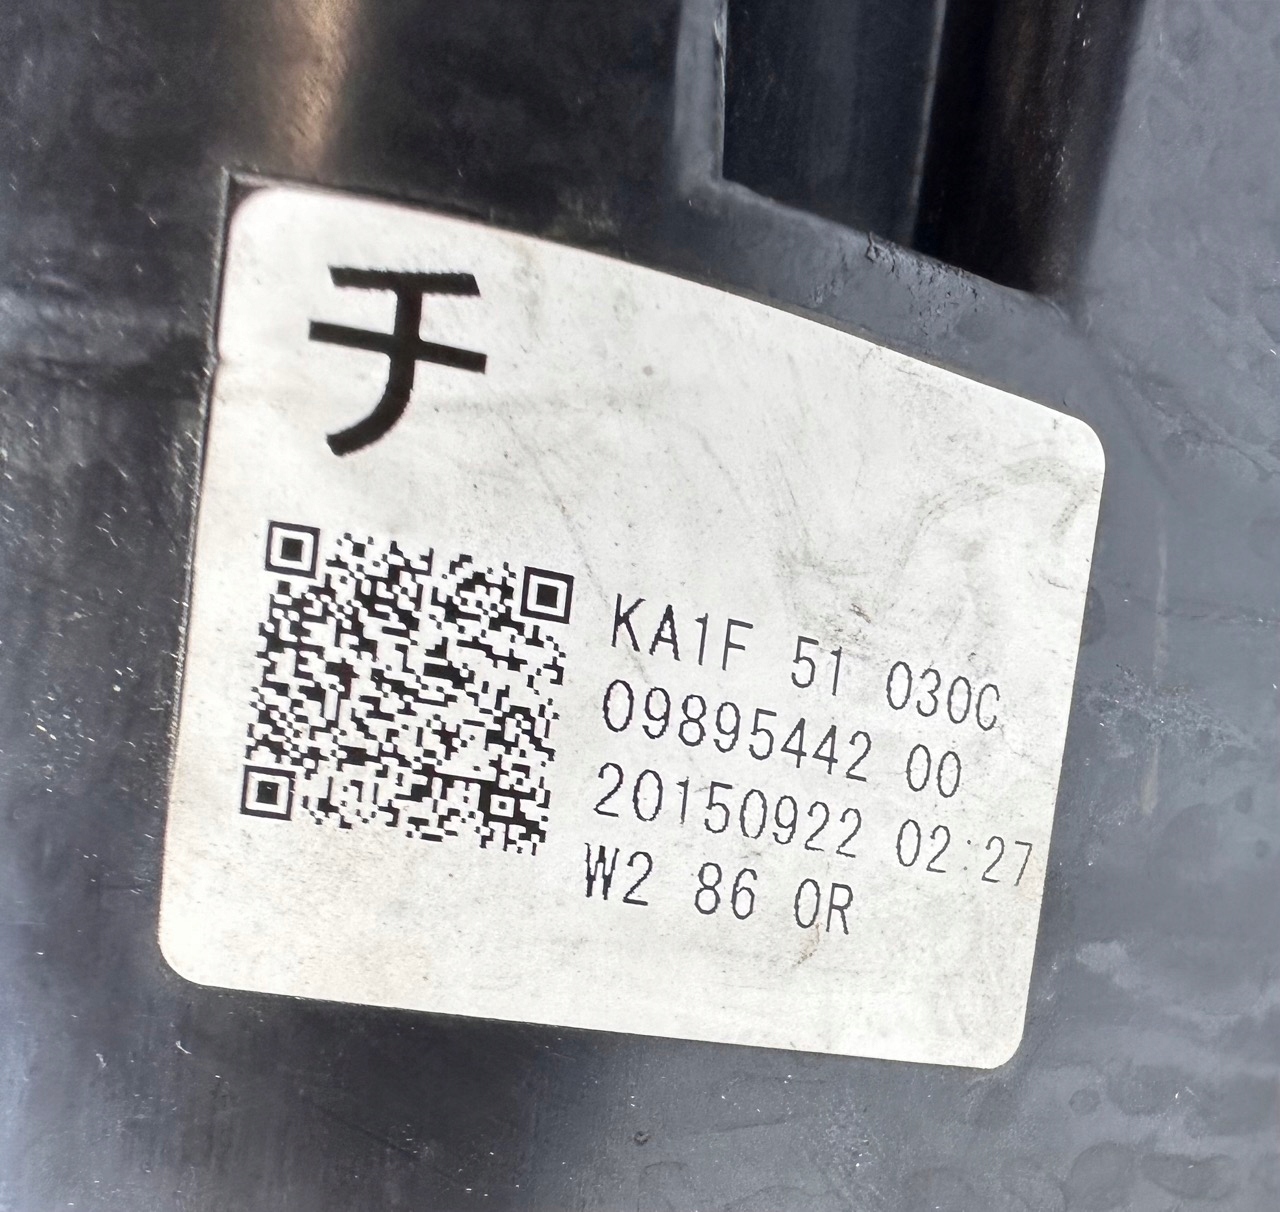 チ
KA1F 51 030C
09895442 00
20150922 02:27
W2 86 0R